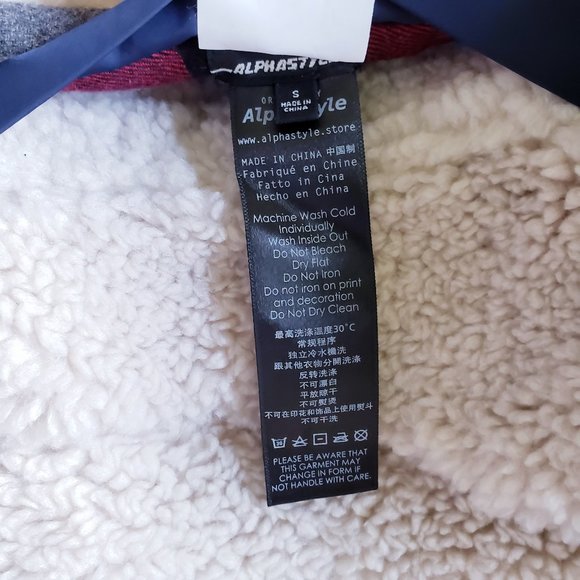 ALPHASTYLE
S
MADE IN
CHINA
OR
Alp yle
www.alphastyle.store
MADE IN CHINA 中国制
Fabriqué en Chine
Fatto in Cina
Hecho en China
Machine Wash Cold
Individually
Wash Inside Out
Do Not Bleach
Dry Flat
Do Not Iron
Do not iron on print
and decoration
Do Not Dry Clean
最高洗涤溫度30°C
常规程序
独立冷水機洗
跟其他衣物分開洗涤
反转洗涤
不可漂白
平放晾干
不可熨烫
不可在印花和饰品上使用熨斗
不可干洗
PLEASE BE AWARE THAT
THIS GARMENT MAY
CHANGE IN FORM IF
NOT HANDLE WITH CARE.